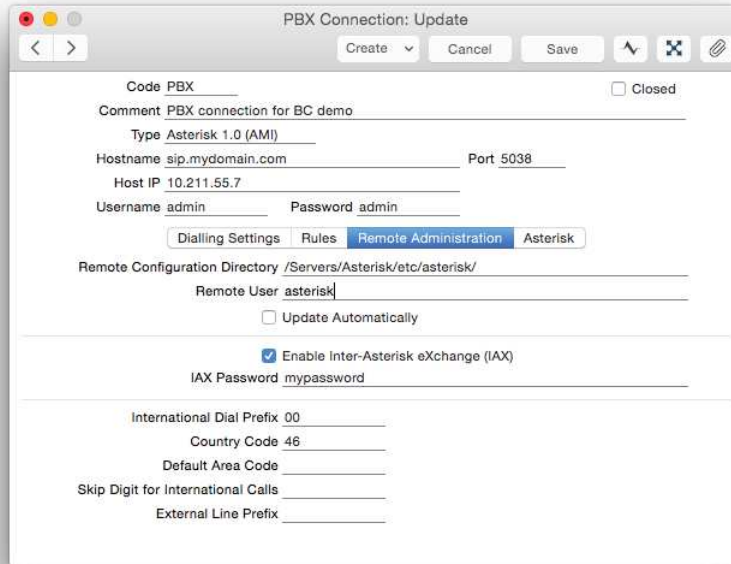 PBX Connection: Update
Create Cancel Save
Code PBX Closed
Comment PBX connection for BC demo
Type Asterisk 1.0 (AMI)
Hostname sip.mydomain.com Port 5038
Host IP 10.211.55.7
Username admin Password admin
Dialling Settings Rules Remote Administration Asterisk
Remote Configuration Directory /Servers/Asterisk/etc/asterisk/
Remote User asterisk
Update Automatically
Enable Inter-Asterisk eXchange (IAX)
IAX Password mypassword
International Dial Prefix 00
Country Code 46
Default Area Code
Skip Digit for International Calls
External Line Prefix